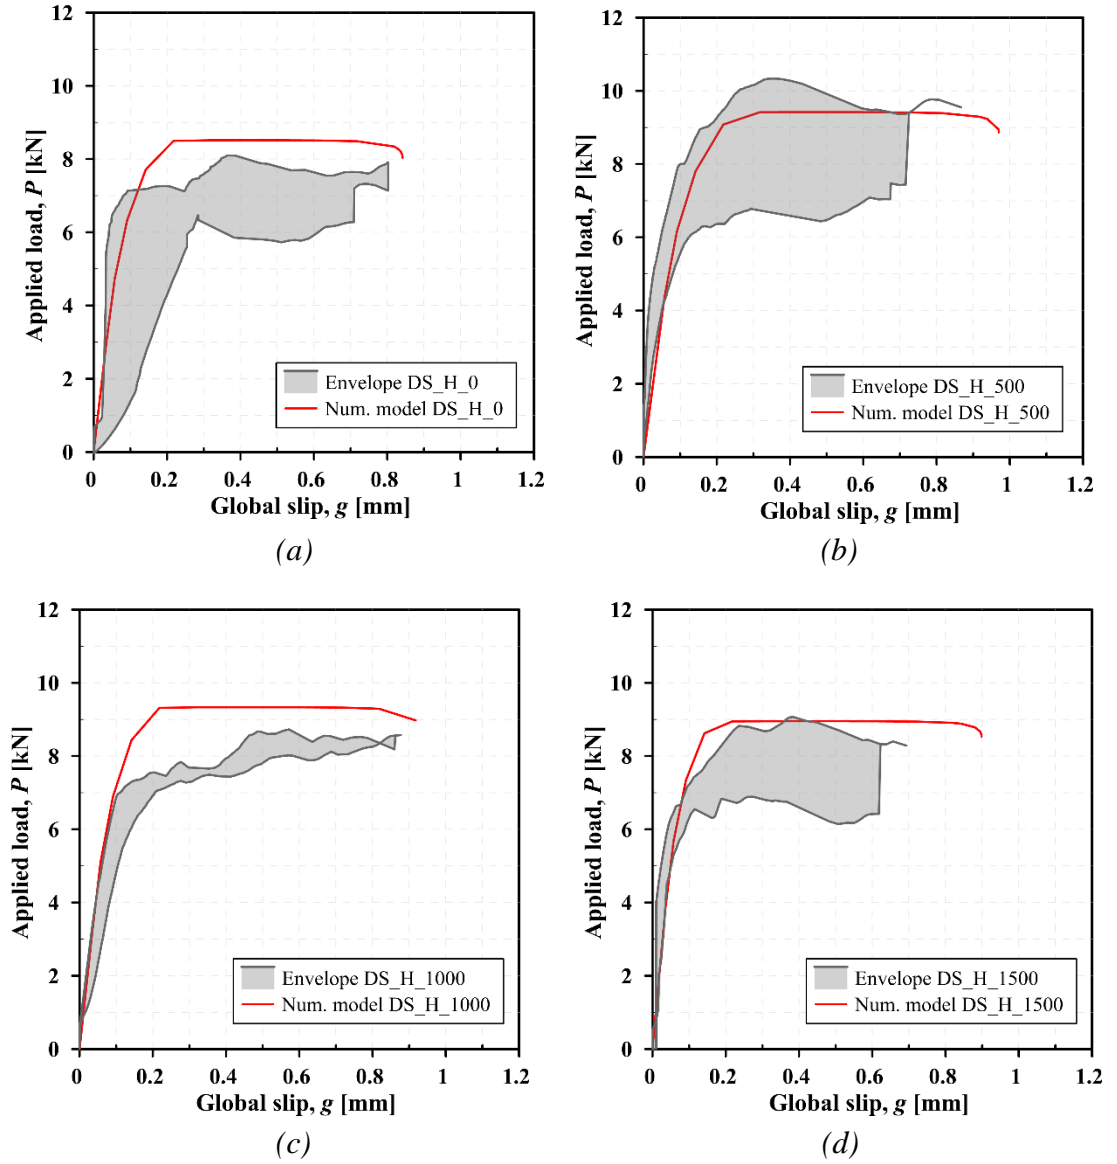 12
10
8
6
4
2
0
Applied load, P [kN]
Envelope DS_H_0
Num. model DS_H_0
0 0.2 0.4 0.6 0.8 1 1.2
Global slip, g [mm]
(a)
12
10
8
6
4
2
0
Applied load, P [kN]
Envelope DS_H_500
Num. model DS_H_500
0 0.2 0.4 0.6 0.8 1 1.2
Global slip, g [mm]
(b)
12
10
8
6
4
2
0
Applied load, P [kN]
Envelope DS_H_1000
Num. model DS_H_1000
0 0.2 0.4 0.6 0.8 1 1.2
Global slip, g [mm]
(c)
12
10
8
6
4
2
0
Applied load, P [kN]
Envelope DS_H_1500
Num. model DS_H_1500
0 0.2 0.4 0.6 0.8 1 1.2
Global slip, g [mm]
(d)